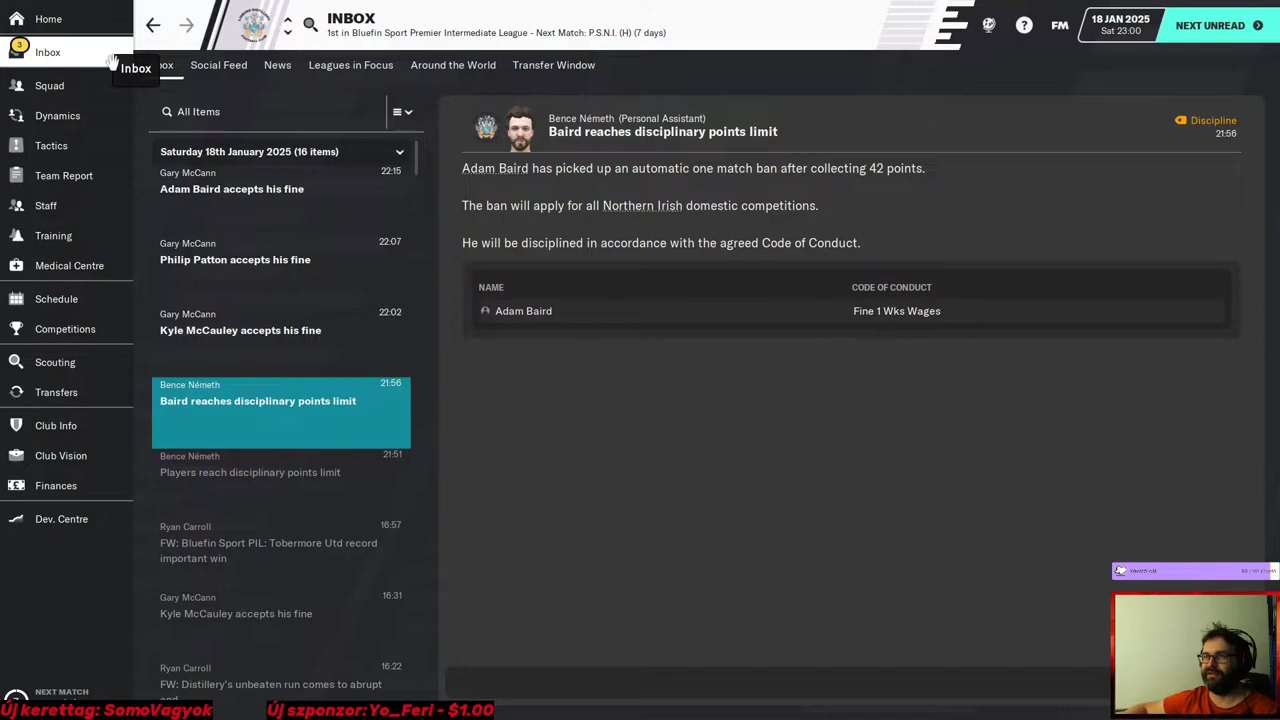 Home
INBOX
1st in Bluefin Sport Premier Intermediate League - Next Match: P.S.N.I. (H) (7 days)
FM
18 JAN 2025
Sat 23:00
NEXT UNREAD
3
Inbox
Inbox
Social Feed
News
Leagues in Focus
Around the World
Transfer Window
Squad
Dynamics
Tactics
Team Report
Staff
Training
Medical Centre
Schedule
Competitions
Scouting
Transfers
Club Info
Club Vision
Finances
Dev. Centre
NEXT MATCH
All Items
Saturday 18th January 2025 (16 items)
Gary McCann 22:15
Adam Baird accepts his fine
Gary McCann 22:07
Philip Patton accepts his fine
Gary McCann 22:02
Kyle McCauley accepts his fine
Bence Németh 21:56
Baird reaches disciplinary points limit
Bence Németh 21:51
Players reach disciplinary points limit
Ryan Carroll 16:57
FW: Bluefin Sport PIL: Tobermore Utd record
important win
Gary McCann 16:31
Kyle McCauley accepts his fine
Ryan Carroll 16:22
FW: Distillery's unbeaten run comes to abrupt
Bence Németh (Personal Assistant)
Baird reaches disciplinary points limit
Discipline
21:56
Adam Baird has picked up an automatic one match ban after collecting 42 points.
The ban will apply for all Northern Irish domestic competitions.
He will be disciplined in accordance with the agreed Code of Conduct.
NAME CODE OF CONDUCT
Adam Baird Fine 1 Wks Wages
Új kerettag: SomoVagyok
Új szponzor: Yo_Feri - $1.00